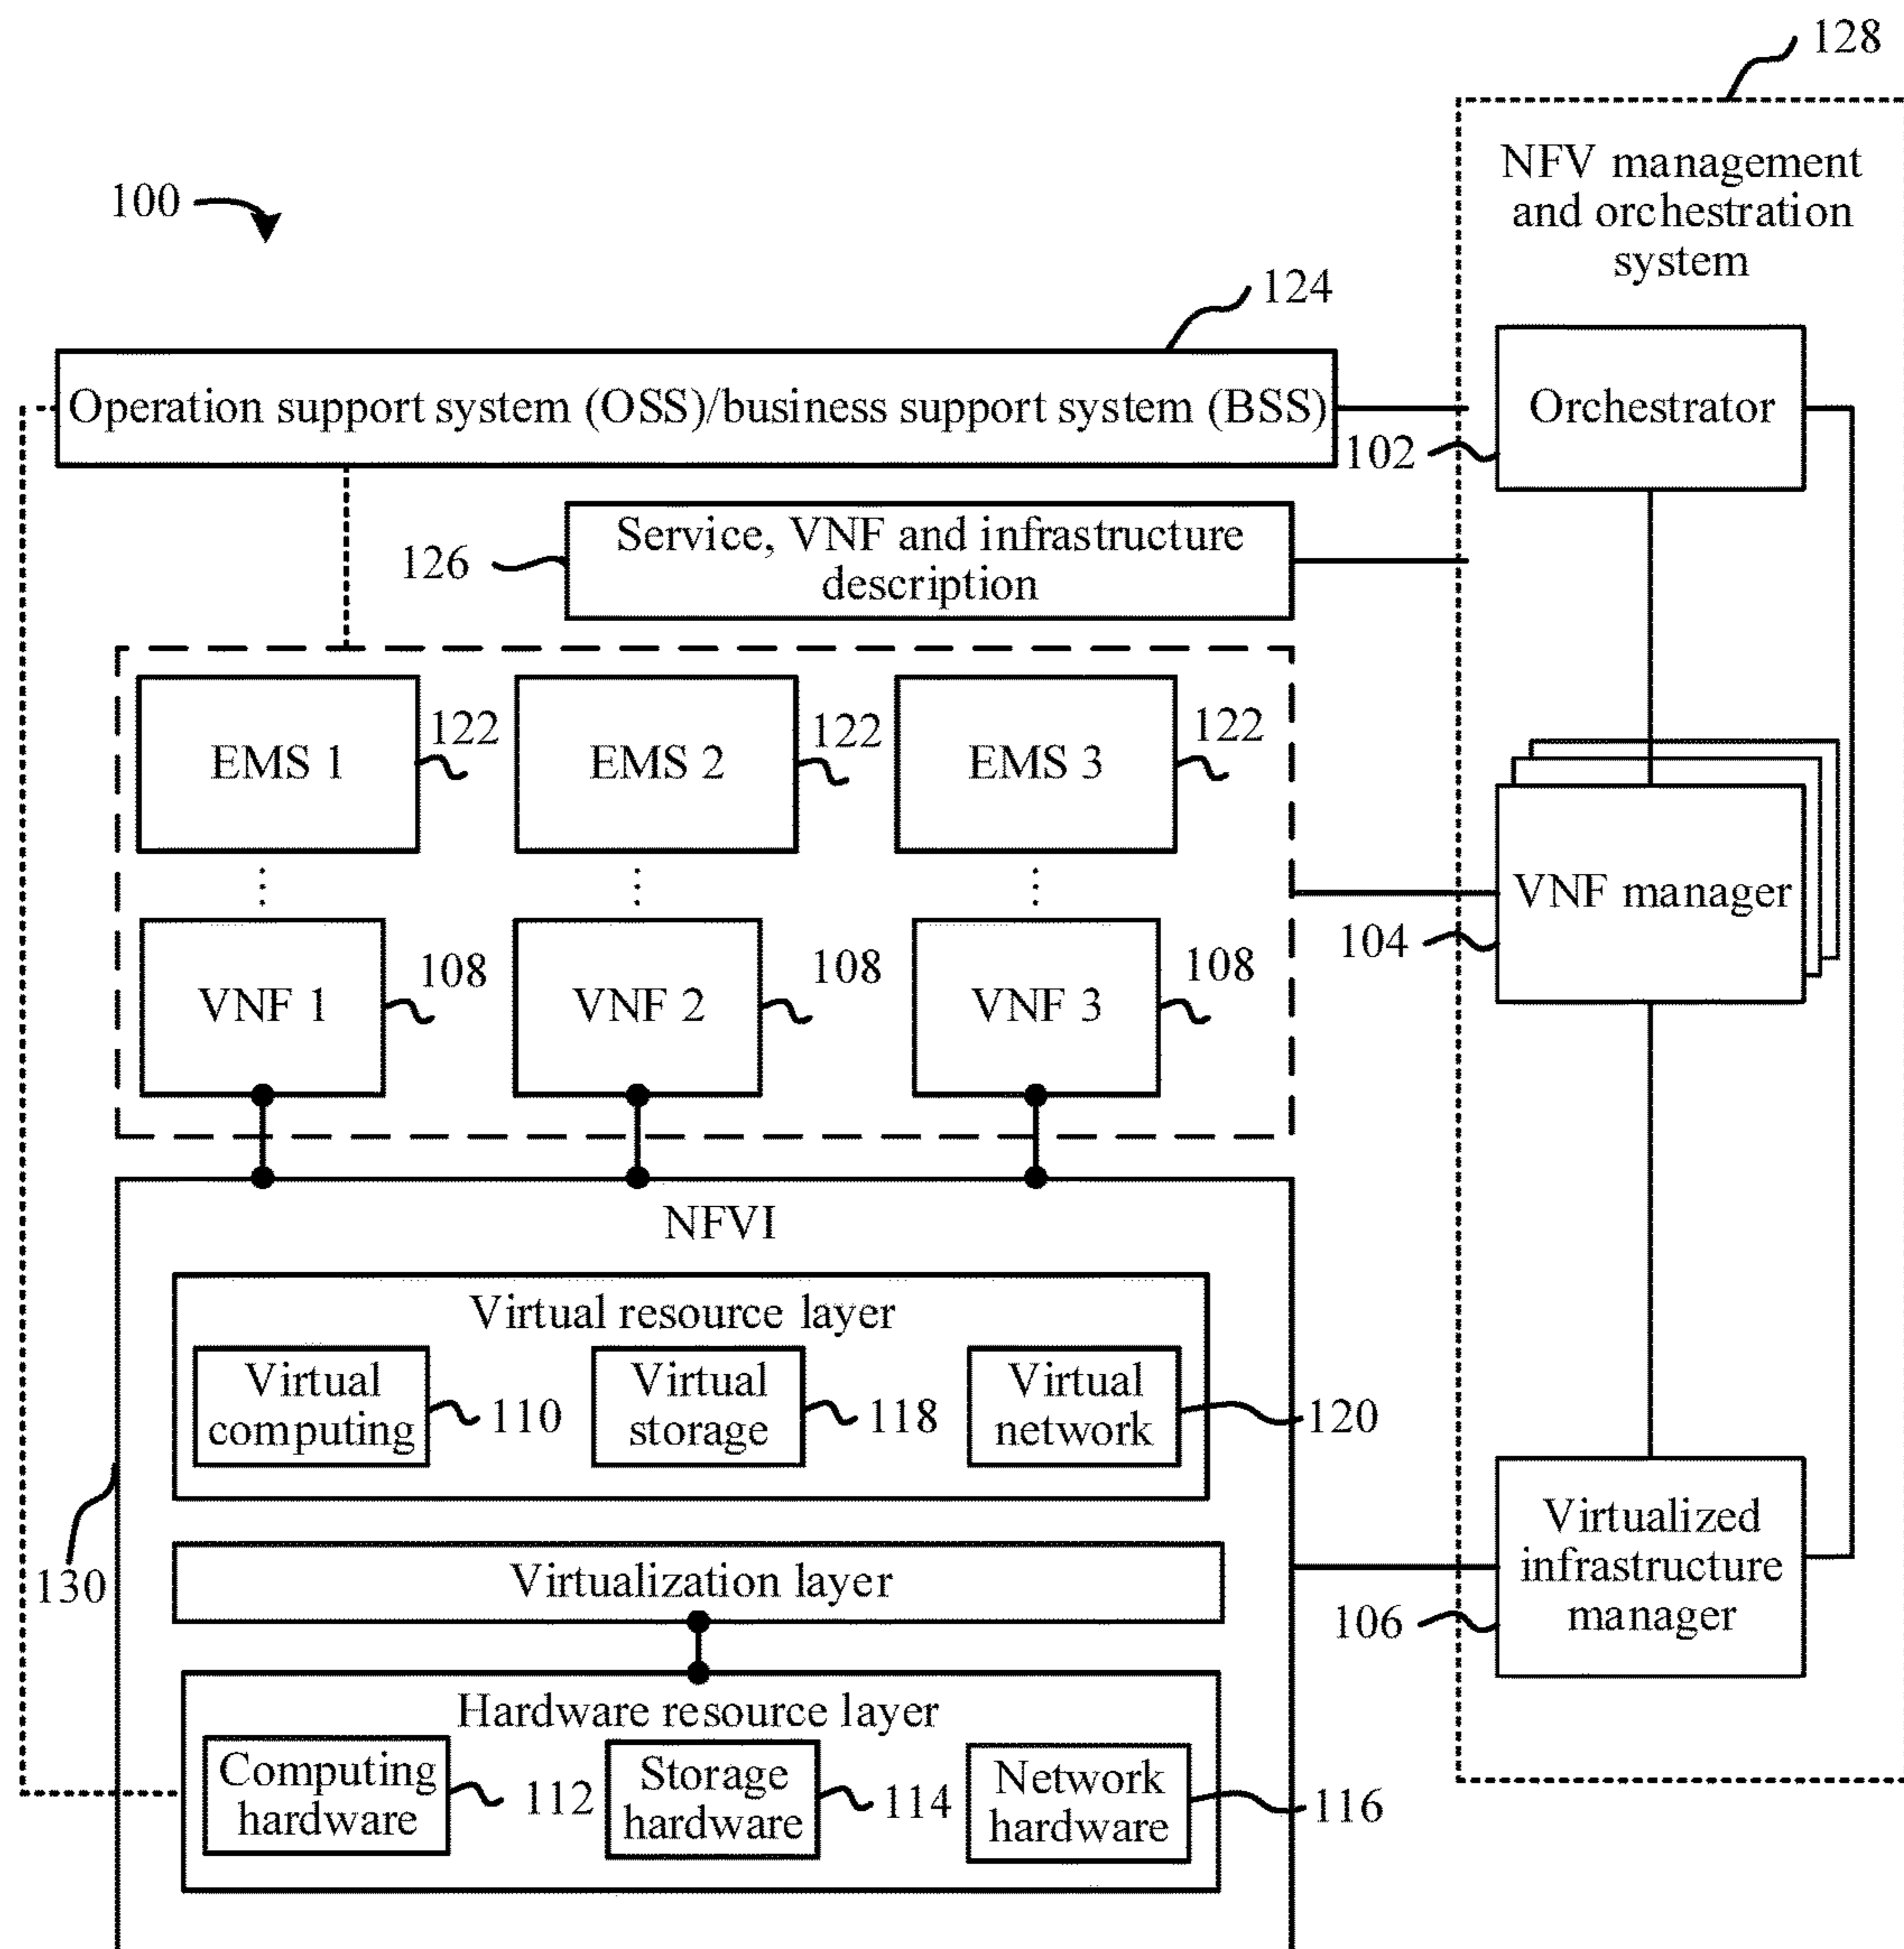 128
NFV management
and orchestration
system
100
124
Operation support system (OSS)/business support system (BSS)
Orchestrator
102
126
Service, VNF and infrastructure
description
EMS 1
122
EMS 2
122
EMS 3
122
VNF manager
104
VNF 1
108
VNF 2
108
VNF 3
108
NFVI
Virtual resource layer
Virtual
computing
110
Virtual
storage
118
Virtual
network
120
130
Virtualization layer
Virtualized
infrastructure
manager
106
Hardware resource layer
Computing
hardware
112
Storage
hardware
114
Network
hardware
116